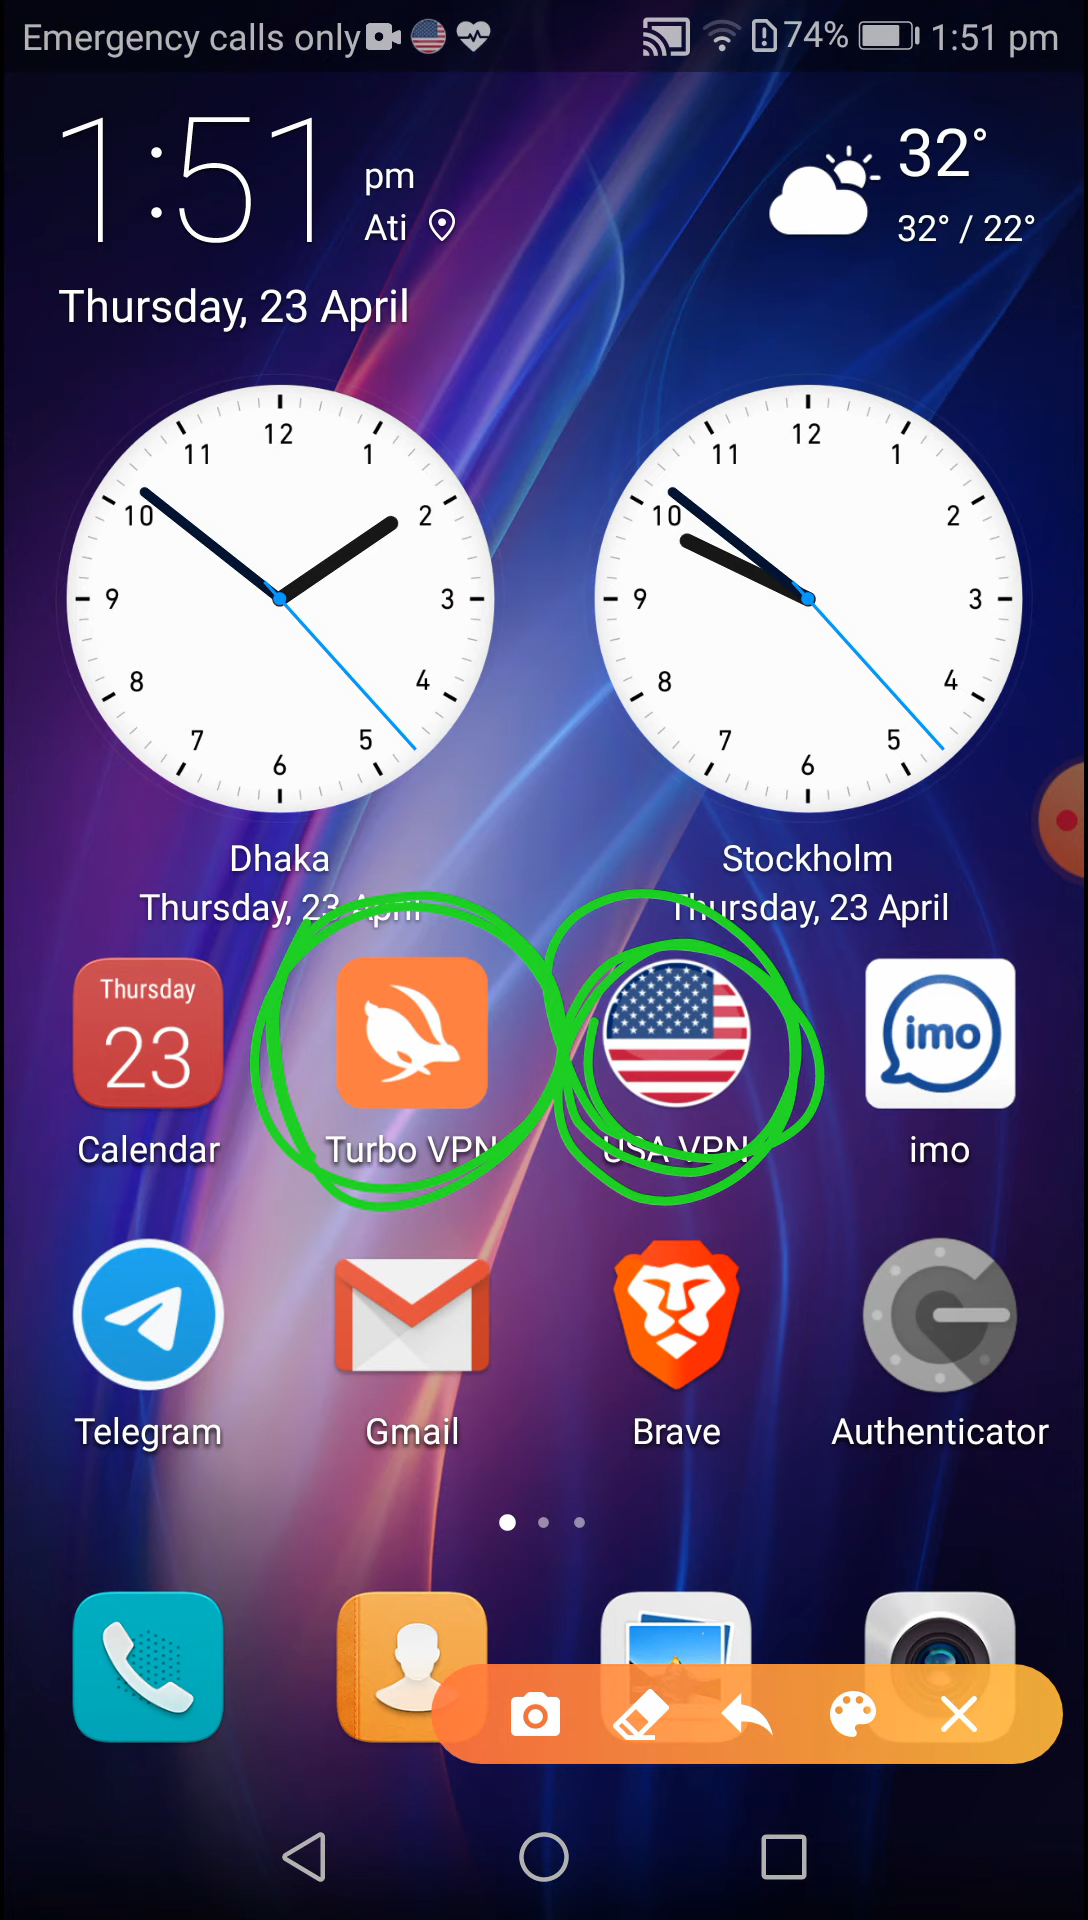 Emergency calls only 74% 1:51 pm
1:51 pm
Ati
32°
32° / 22°
Thursday, 23 April
12 1 2 3 4 5 6 7 8 9 10 11
12 1 2 3 4 5 6 7 8 9 10 11
Dhaka
Thursday, 23 April
Stockholm
Thursday, 23 April
Thursday
23
imo
Calendar Turbo VPN USA VPN imo
Telegram Gmail Brave Authenticator